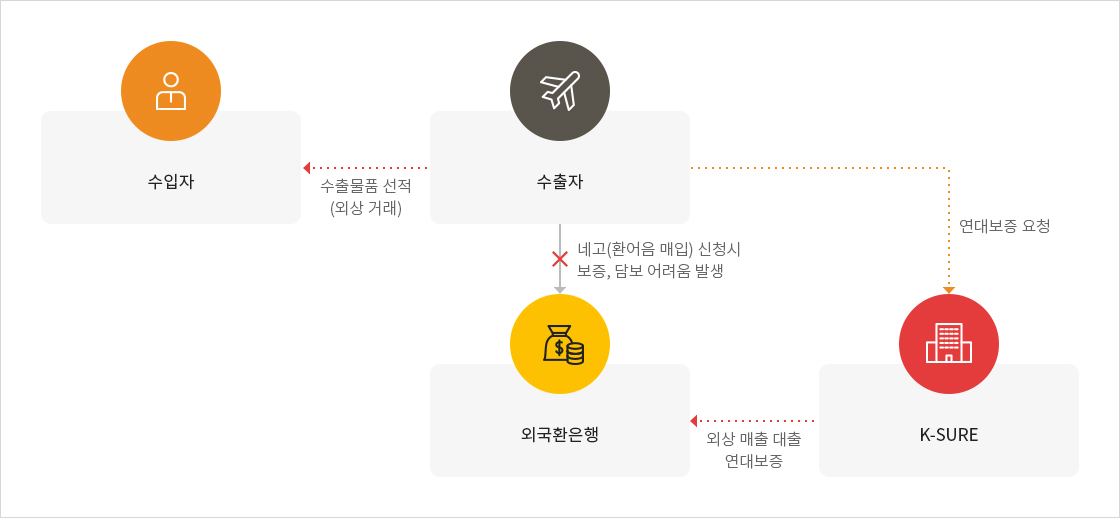 수입자
수출물품 선적
(외상 거래)
수출자
연대보증 요청
네고(환어음 매입) 신청시
보증, 담보 어려움 발생
외국환은행
외상 매출 대출
연대보증
K-SURE